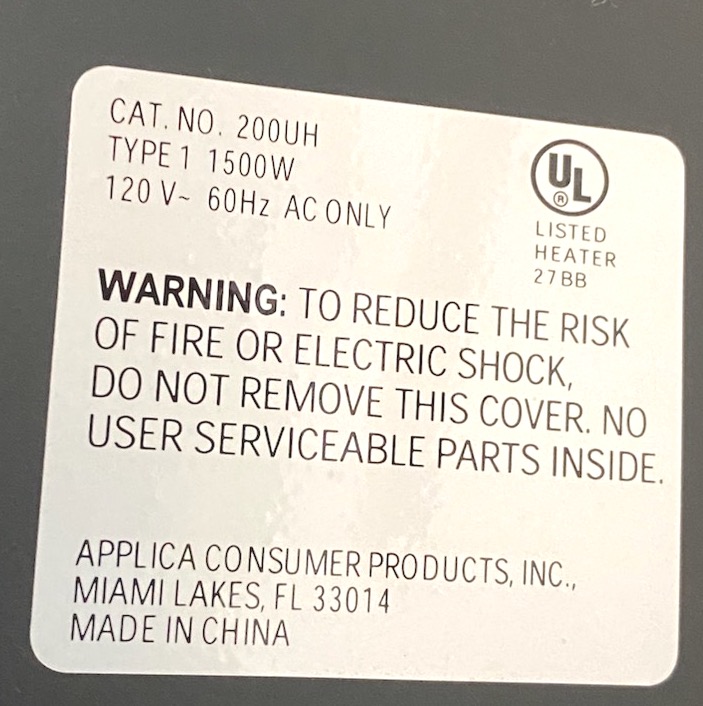 CAT. NO. 200UH
TYPE 1 1500W
120 V~ 60Hz AC ONLY
UL
®
LISTED
HEATER
27BB
WARNING: TO REDUCE THE RISK
OF FIRE OR ELECTRIC SHOCK,
DO NOT REMOVE THIS COVER. NO
USER SERVICEABLE PARTS INSIDE.
APPLICA CONSUMER PRODUCTS, INC.,
MIAMI LAKES, FL 33014
MADE IN CHINA